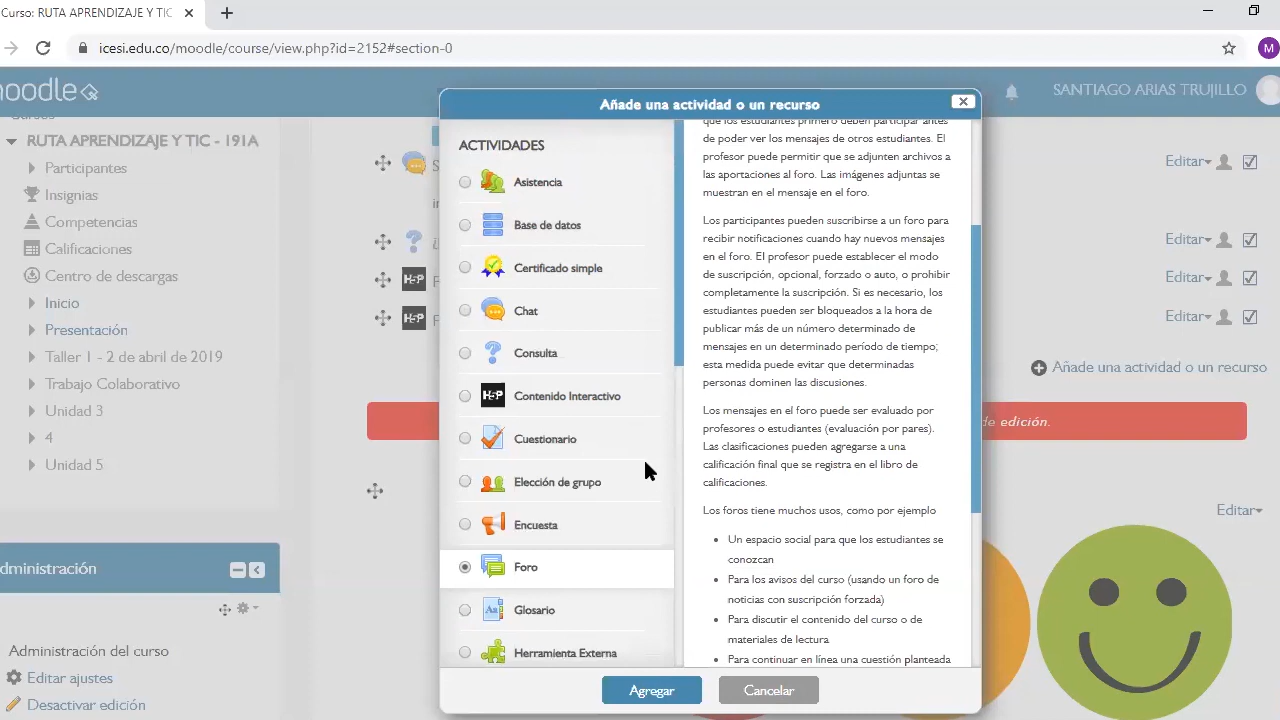 Curso: RUTA APRENDIZAJE Y TIC
icesi.edu.co/moodle/course/view.php?id=2152#section-0
M
moodle
SANTIAGO ARIAS TRUJILLO
Cursos
RUTA APRENDIZAJE Y TIC - 191A
Participantes
Insignias
Competencias
Calificaciones
Centro de descargas
Inicio
Presentación
Taller 1 - 2 de abril de 2019
Trabajo Colaborativo
Unidad 3
4
Unidad 5
Administración
Administración del curso
Editar ajustes
Desactivar edición
H5P
H5P
Añade una actividad o un recurso
ACTIVIDADES
Asistencia
Base de datos
Certificado simple
Chat
Consulta
H5P Contenido Interactivo
Cuestionario
Elección de grupo
Encuesta
Foro
Glosario
Herramienta Externa
que los estudiantes primero deben participar antes
de poder ver los mensajes de otros estudiantes. El
profesor puede permitir que se adjunten archivos a
las aportaciones al foro. Las imágenes adjuntas se
muestran en el mensaje en el foro.
Los participantes pueden suscribirse a un foro para
recibir notificaciones cuando hay nuevos mensajes
en el foro. El profesor puede establecer el modo
de suscripción, opcional, forzado o auto, o prohibir
completamente la suscripción. Si es necesario, los
estudiantes pueden ser bloqueados a la hora de
publicar más de un número determinado de
mensajes en un determinado período de tiempo;
esta medida puede evitar que determinadas
personas dominen las discusiones.
Los mensajes en el foro puede ser evaluado por
profesores o estudiantes (evaluación por pares).
Las clasificaciones pueden agregarse a una
calificación final que se registra en el libro de
calificaciones.
Los foros tiene muchos usos, como por ejemplo
Un espacio social para que los estudiantes se
conozcan
Para los avisos del curso (usando un foro de
noticias con suscripción forzada)
Para discutir el contenido del curso o de
materiales de lectura
Para continuar en línea una cuestión planteada
Agregar
Cancelar
Editar
Editar
Editar
Editar
Añade una actividad o un recurso
de edición.
Editar